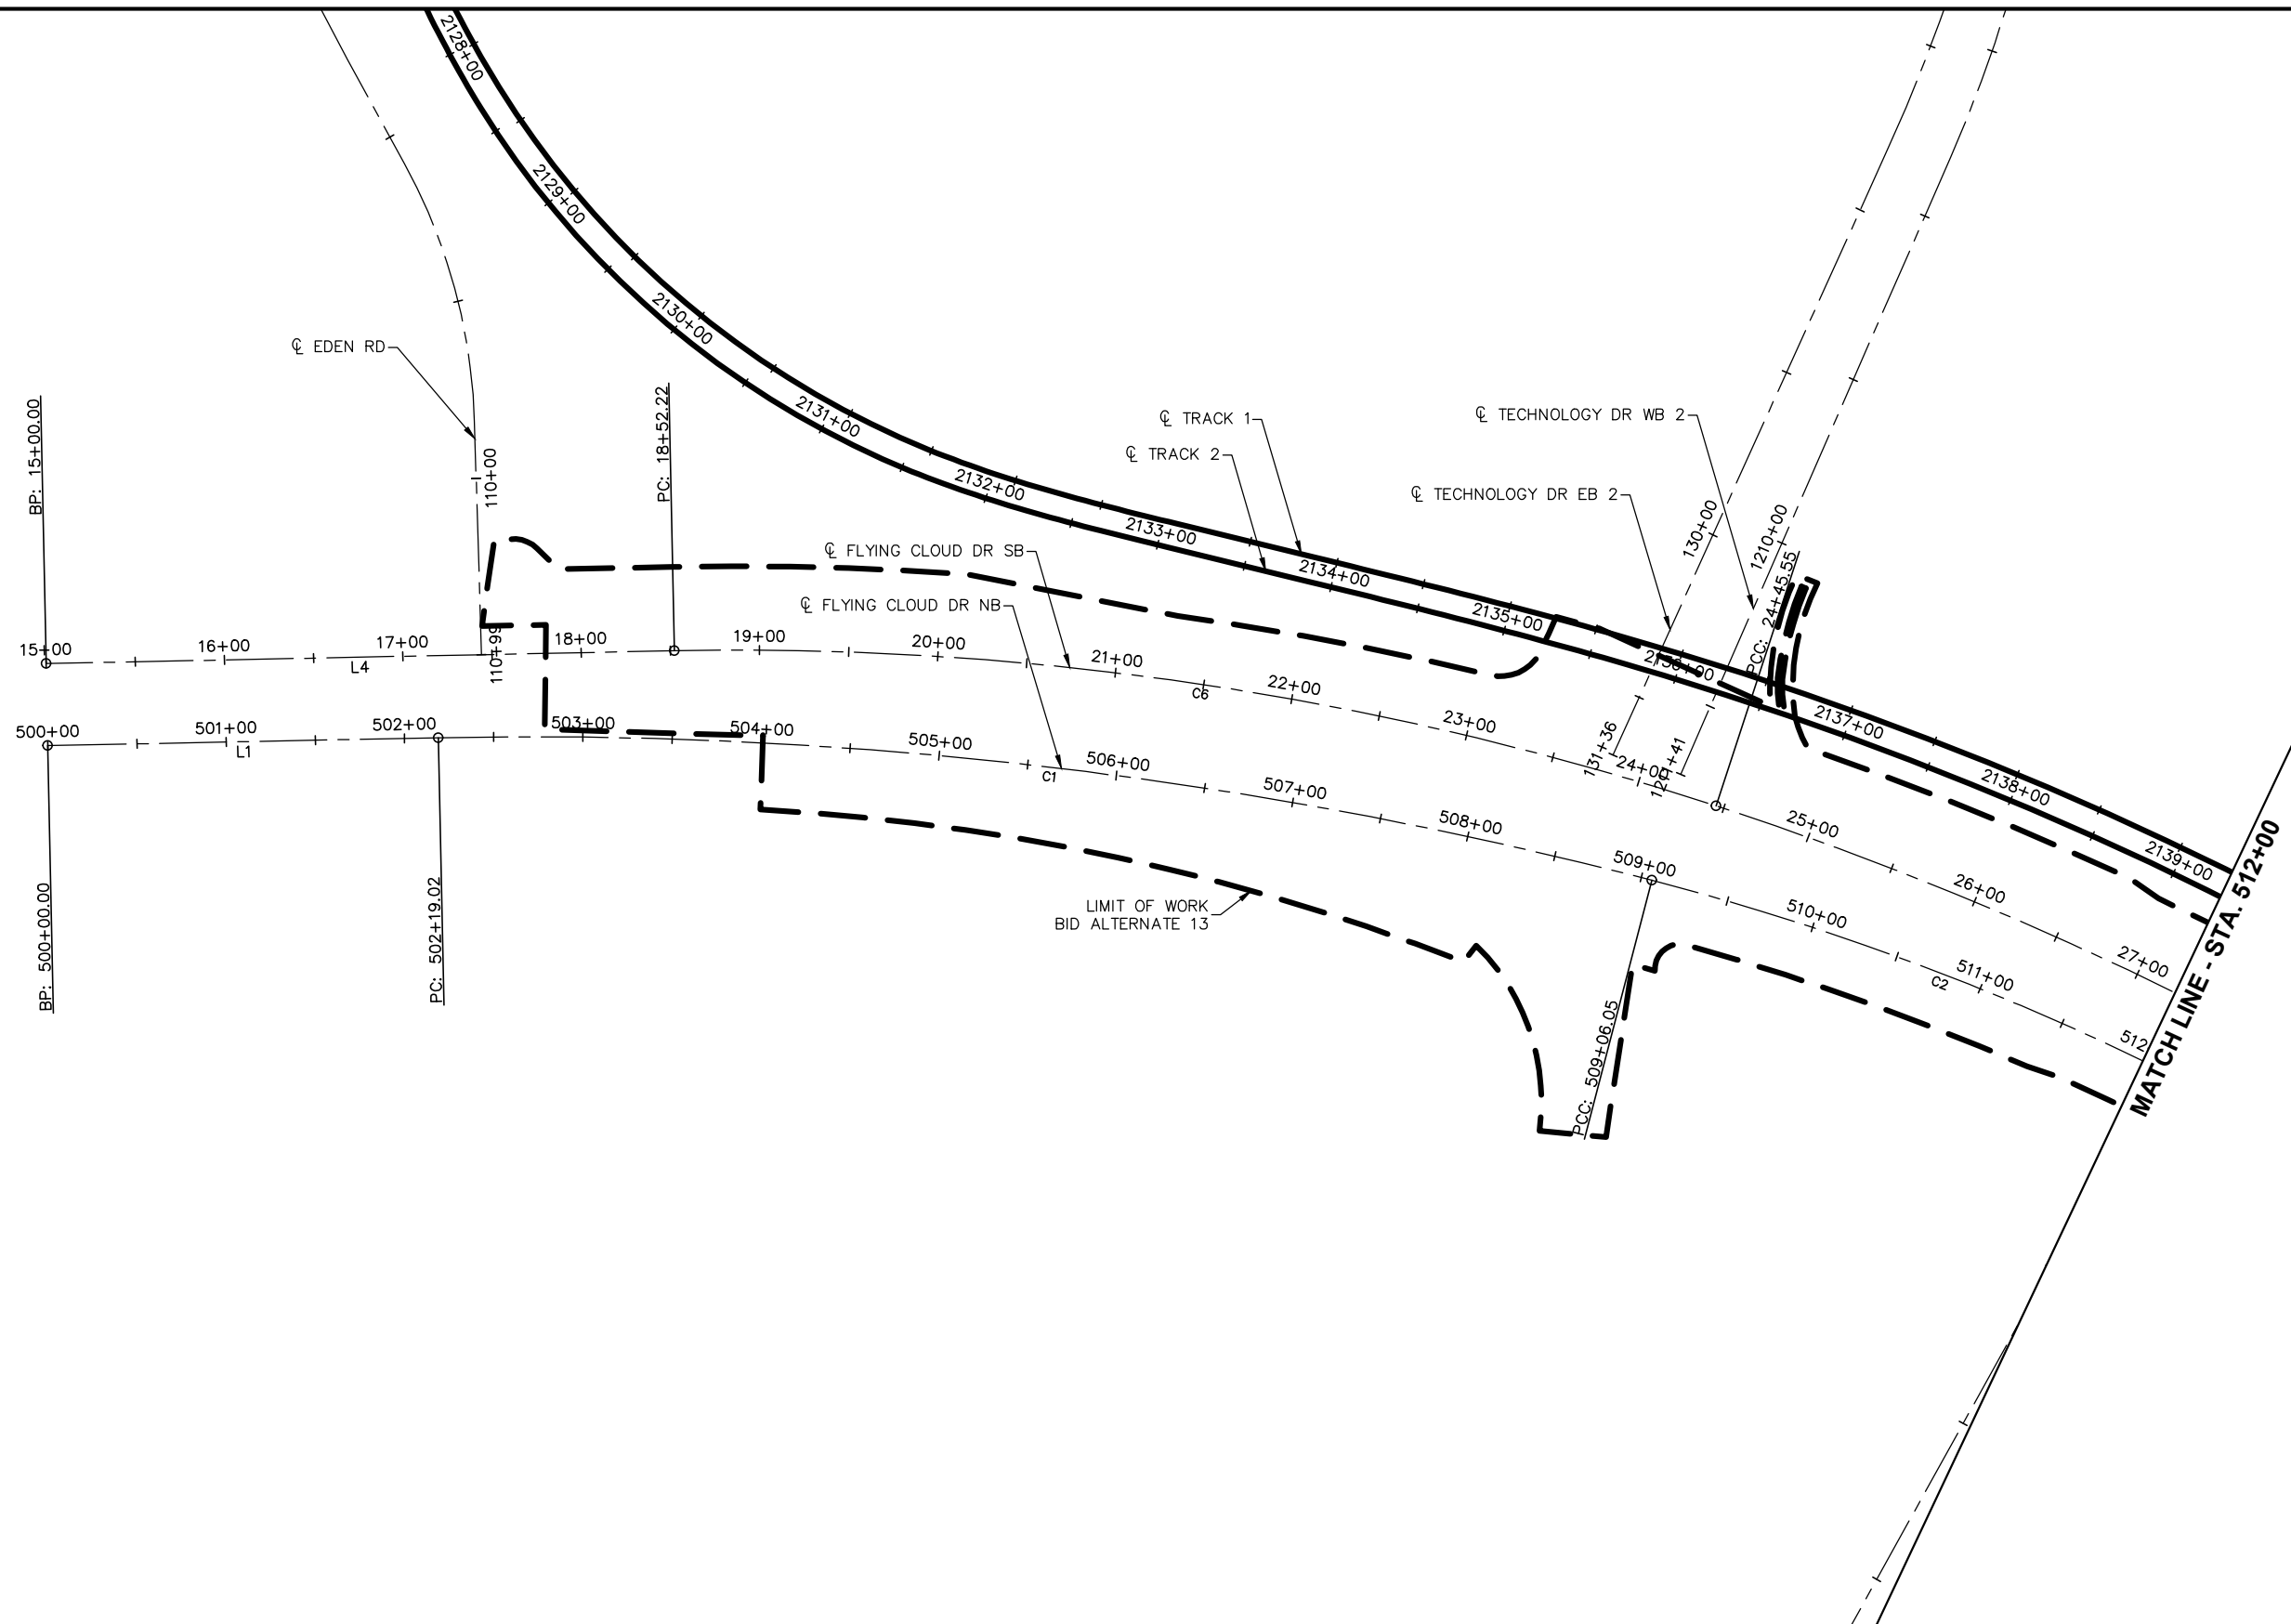 2128+00
2129+00
2130+00
2131+00
2132+00
2133+00
2134+00
2135+00
2136+00
2137+00
2138+00
2139+00
℄ EDEN RD
110+00
110+99
BP: 15+00.00
PC: 18+52.22
℄ TRACK 1
℄ TRACK 2
℄ TECHNOLOGY DR WB 2
℄ TECHNOLOGY DR EB 2
130+00
1210+00
131+36
1211+41
PCC: 24+45.55
℄ FLYING CLOUD DR SB
℄ FLYING CLOUD DR NB
15+00
16+00
17+00
18+00
19+00
20+00
21+00
22+00
23+00
24+00
25+00
26+00
27+00
L4
C6
500+00
501+00
502+00
503+00
504+00
505+00
506+00
507+00
508+00
509+00
510+00
511+00
512
L1
C1
C2
BP: 500+00.00
PC: 502+19.02
PCC: 509+06.05
LIMIT OF WORK
BID ALTERNATE 13
MATCH LINE - STA. 512+00